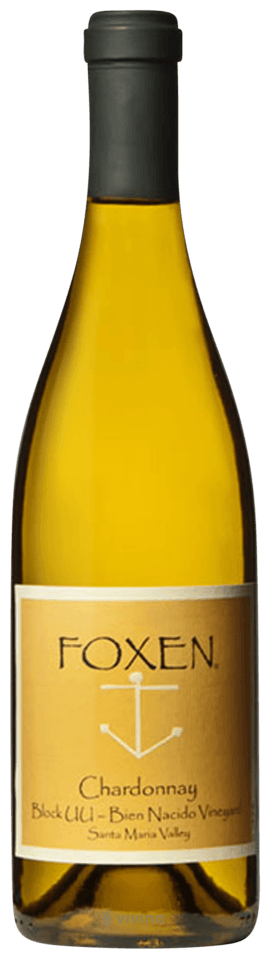 FOXEN®
Chardonnay
Block UU – Bien Nacido Vineyard
Santa Maria Valley